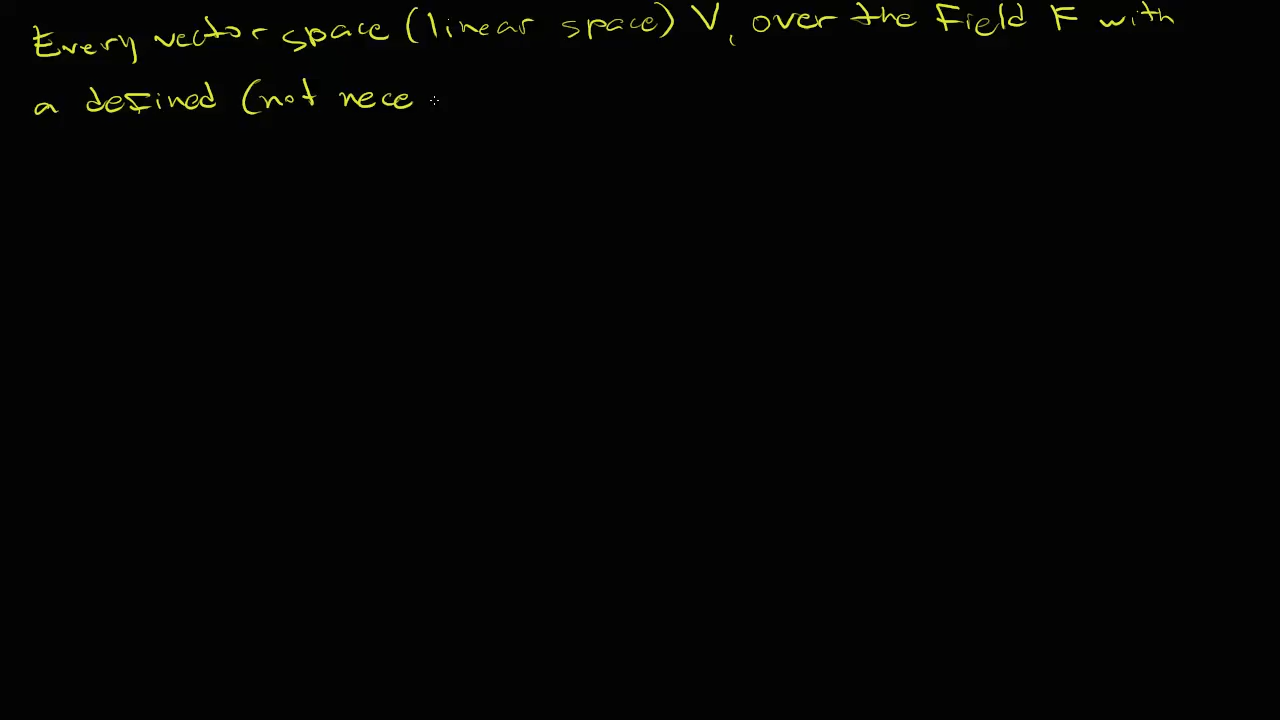 Every vector space (linear space) V, over the Field F with
a defined (not nece